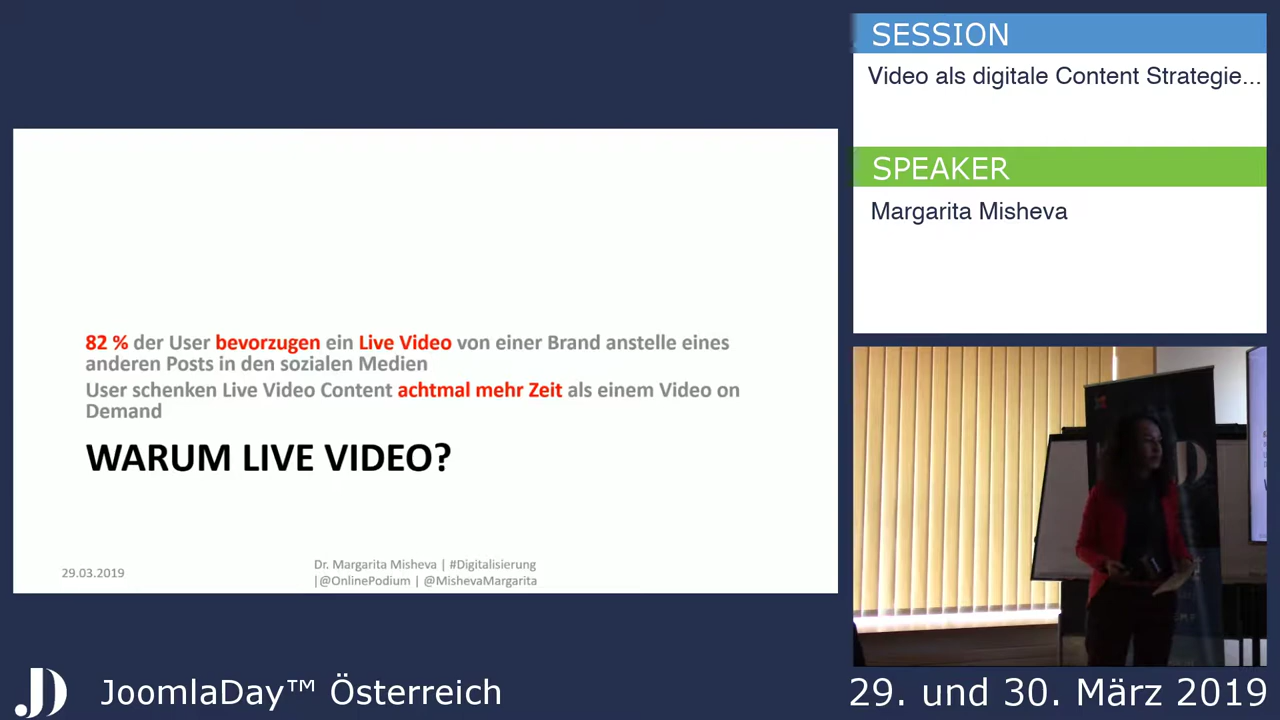 SESSION
Video als digitale Content Strategie...
SPEAKER
Margarita Misheva
82 % der User bevorzugen ein Live Video von einer Brand anstelle eines
anderen Posts in den sozialen Medien
User schenken Live Video Content achtmal mehr Zeit als einem Video on
Demand
WARUM LIVE VIDEO?
29.03.2019
Dr. Margarita Misheva | #Digitalisierung
|@OnlinePodium | @MishevaMargarita
JoomlaDay™ Österreich
29. und 30. März 2019